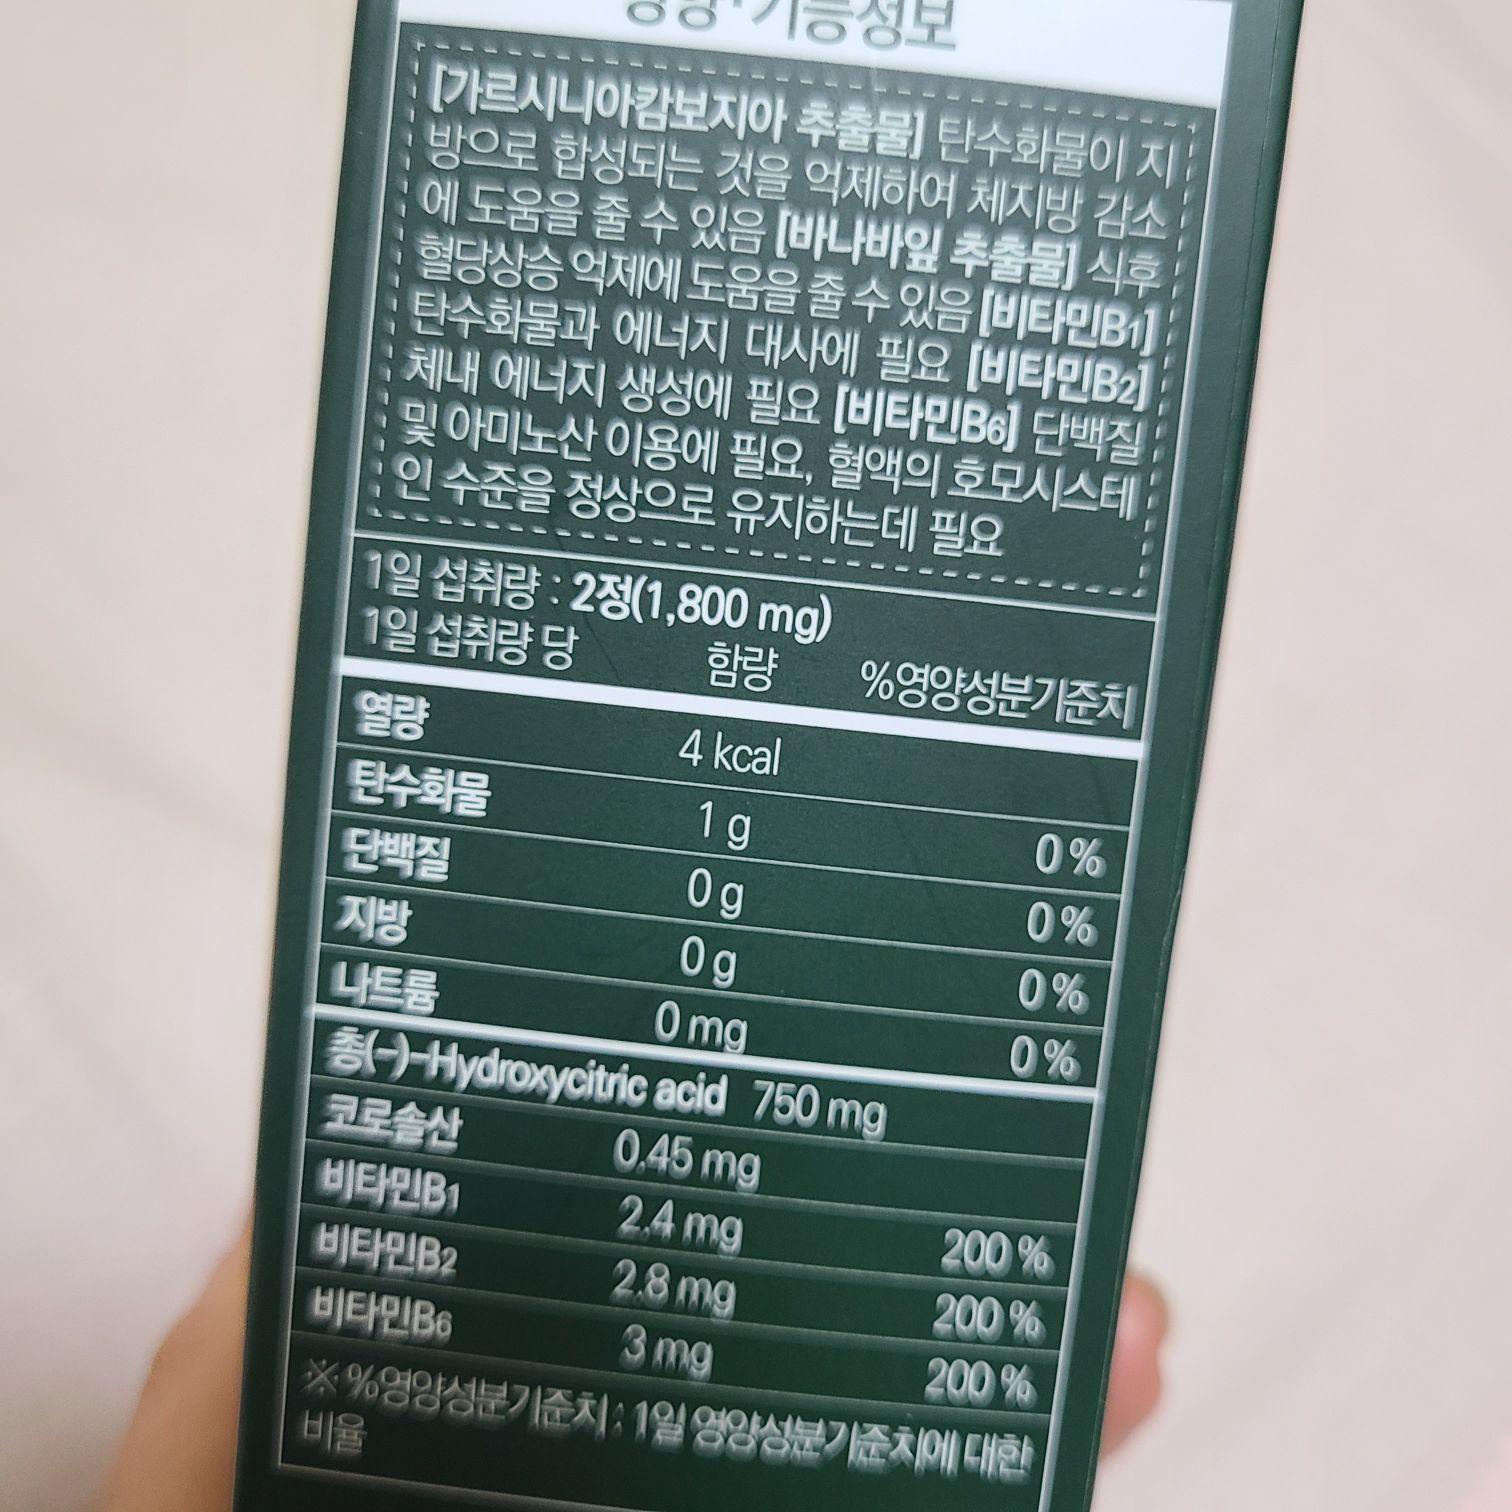 영양·기능정보
[가르시니아캄보지아 추출물] 탄수화물이 지
방으로 합성되는 것을 억제하여 체지방 감소
에 도움을 줄 수 있음 [바나바잎 추출물] 식후
혈당상승 억제에 도움을 줄 수 있음 [비타민B1]
탄수화물과 에너지 대사에 필요 [비타민B2]
체내 에너지 생성에 필요 [비타민B6] 단백질
및 아미노산 이용에 필요, 혈액의 호모시스테
인 수준을 정상으로 유지하는데 필요
1일 섭취량 : 2정(1,800 mg)
1일 섭취량 당 함량 %영양성분기준치
열량 4 kcal
탄수화물 1 g 0 %
단백질 0 g 0 %
지방 0 g 0 %
나트륨 0 mg 0 %
총(-)-Hydroxycitric acid 750 mg
코로솔산 0.45 mg
비타민B1 2.4 mg 200 %
비타민B2 2.8 mg 200 %
비타민B6 3 mg 200 %
※ %영양성분기준치 : 1일 영양성분기준치에 대한
비율